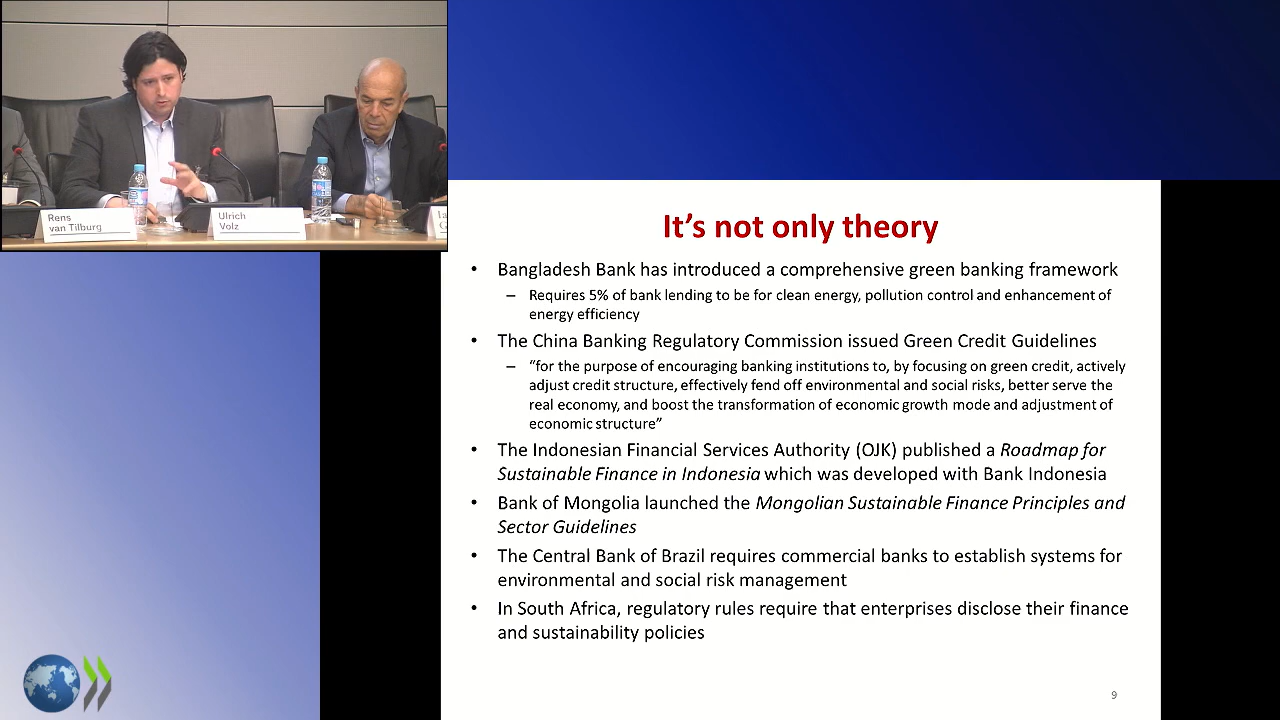 Rens
van Tilburg
Ulrich
Volz
It's not only theory
• Bangladesh Bank has introduced a comprehensive green banking framework
– Requires 5% of bank lending to be for clean energy, pollution control and enhancement of
energy efficiency
• The China Banking Regulatory Commission issued Green Credit Guidelines
– “for the purpose of encouraging banking institutions to, by focusing on green credit, actively
adjust credit structure, effectively fend off environmental and social risks, better serve the
real economy, and boost the transformation of economic growth mode and adjustment of
economic structure”
• The Indonesian Financial Services Authority (OJK) published a Roadmap for
Sustainable Finance in Indonesia which was developed with Bank Indonesia
• Bank of Mongolia launched the Mongolian Sustainable Finance Principles and
Sector Guidelines
• The Central Bank of Brazil requires commercial banks to establish systems for
environmental and social risk management
• In South Africa, regulatory rules require that enterprises disclose their finance
and sustainability policies
9